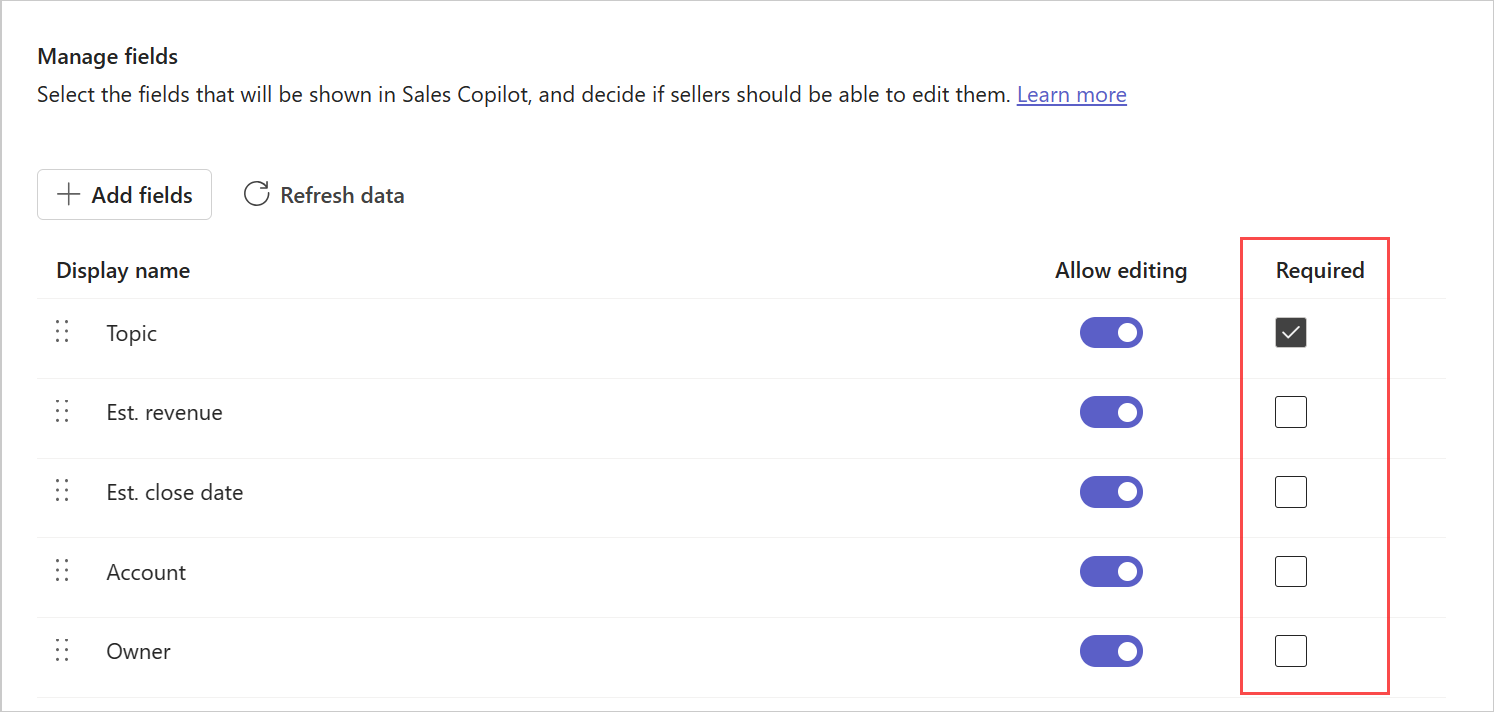 Manage fields
Select the fields that will be shown in Sales Copilot, and decide if sellers should be able to edit them. Learn more
Add fields Refresh data
Display name Allow editing Required
Topic
Est. revenue
Est. close date
Account
Owner